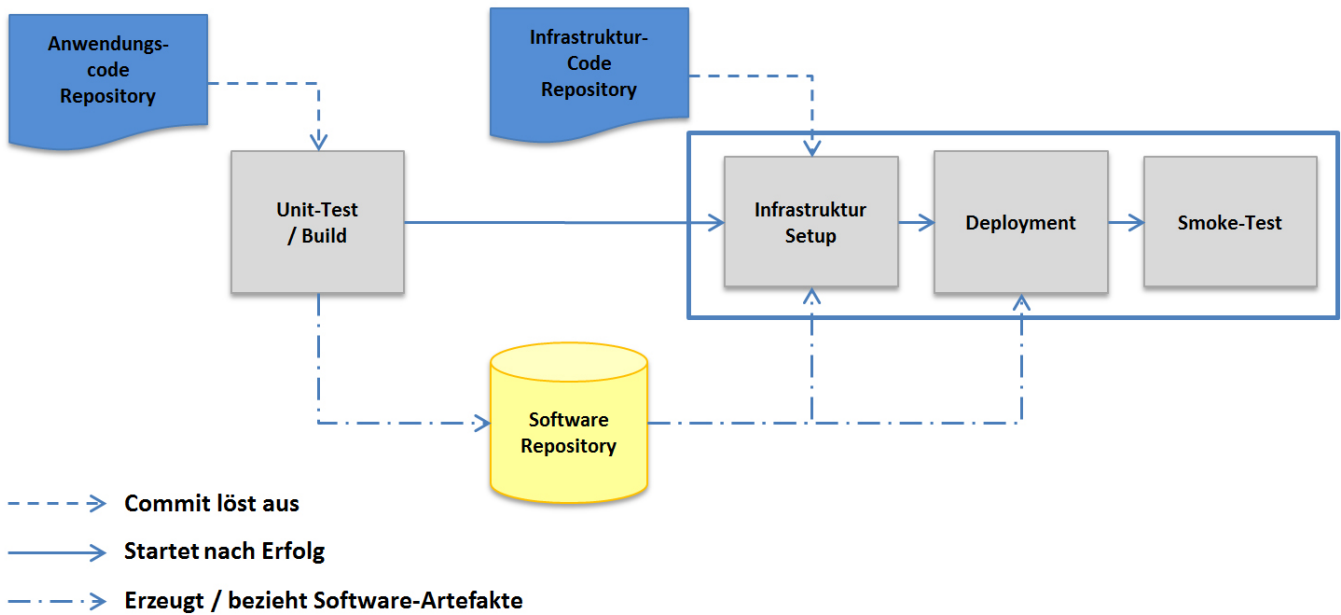 Anwendungs-
code
Repository
Infrastruktur-
Code
Repository
Unit-Test
/ Build
Infrastruktur
Setup
Deployment
Smoke-Test
Software
Repository
Commit löst aus
Startet nach Erfolg
Erzeugt / bezieht Software-Artefakte